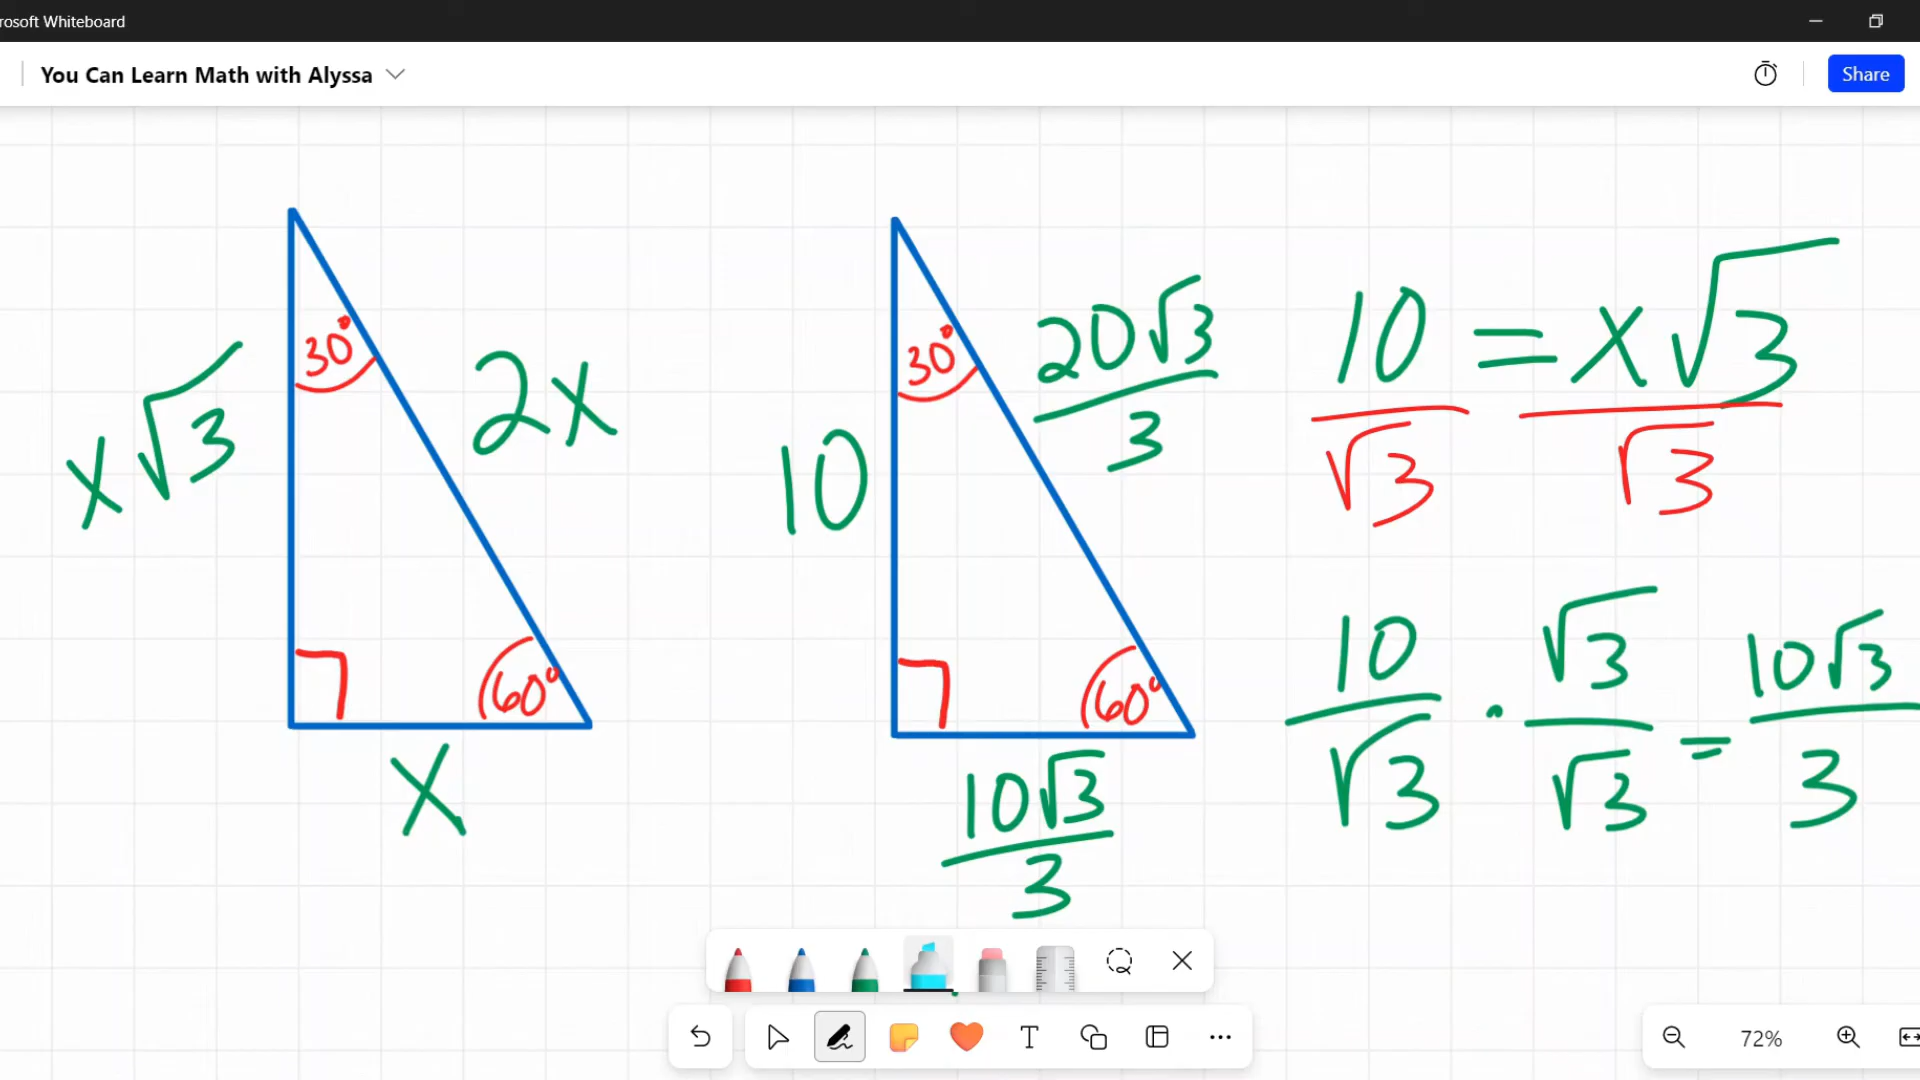 rosoft Whiteboard
You Can Learn Math with Alyssa
Share
30°
x√3
2x
60°
x
30°
20√3
3
10
60°
10√3
3
10 = x√3
√3 √3
10 · √3 = 10√3
√3 √3 3
T
72%